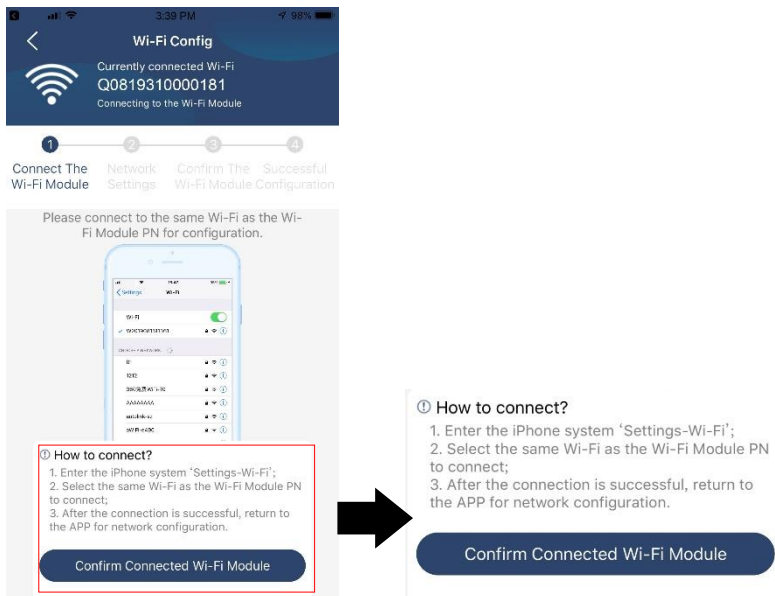 3:39 PM
98%
Wi-Fi Config
Currently connected Wi-Fi
Q0819310000181
Connecting to the Wi-Fi Module
1
2
3
4
Connect The
Wi-Fi Module
Network
Settings
Confirm The
Wi-Fi Module
Successful
Configuration
Please connect to the same Wi-Fi as the Wi-
Fi Module PN for configuration.
Settings
Wi-Fi
Wi-Fi
1212
AAAAAAAA
How to connect?
1. Enter the iPhone system ‘Settings-Wi-Fi’;
2. Select the same Wi-Fi as the Wi-Fi Module PN
to connect;
3. After the connection is successful, return to
the APP for network configuration.
Confirm Connected Wi-Fi Module
How to connect?
1. Enter the iPhone system ‘Settings-Wi-Fi’;
2. Select the same Wi-Fi as the Wi-Fi Module PN
to connect;
3. After the connection is successful, return to
the APP for network configuration.
Confirm Connected Wi-Fi Module